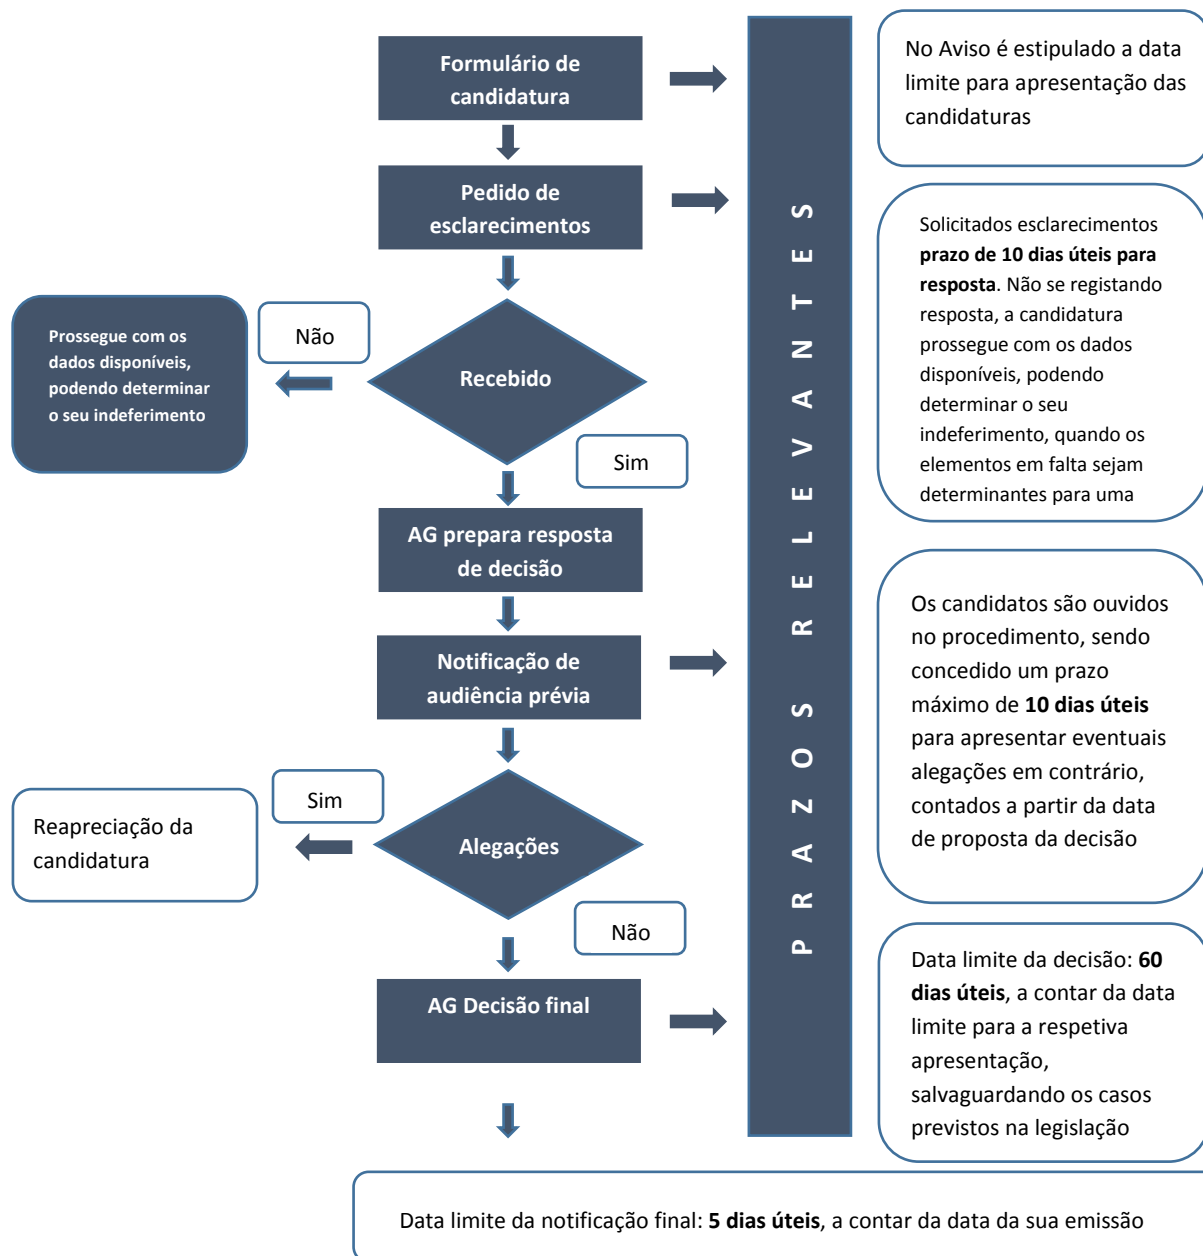 Formulário de
candidatura
No Aviso é estipulado a data
limite para apresentação das
candidaturas
Pedido de
esclarecimentos
Solicitados esclarecimentos
prazo de 10 dias úteis para
resposta. Não se registando
resposta, a candidatura
prossegue com os dados
disponíveis, podendo
determinar o seu
indeferimento, quando os
elementos em falta sejam
determinantes para uma
Prossegue com os
dados disponíveis,
podendo determinar
o seu indeferimento
Não
Recebido
Sim
AG prepara resposta
de decisão
Notificação de
audiência prévia
Os candidatos são ouvidos
no procedimento, sendo
concedido um prazo
máximo de 10 dias úteis
para apresentar eventuais
alegações em contrário,
contados a partir da data
de proposta da decisão
Reapreciação da
candidatura
Sim
Alegações
Não
AG Decisão final
Data limite da decisão: 60
dias úteis, a contar da data
limite para a respetiva
apresentação,
salvaguardando os casos
previstos na legislação
PRAZOS RELEVANTES
Data limite da notificação final: 5 dias úteis, a contar da data da sua emissão